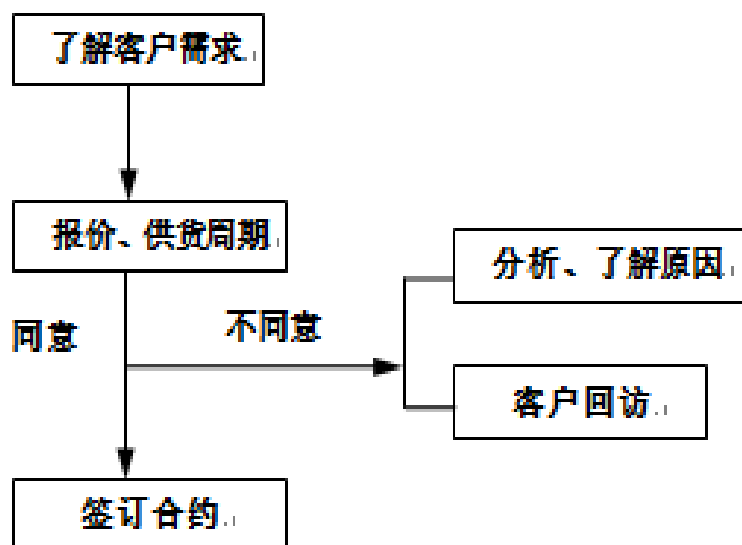 了解客户需求
报价、供货周期
分析、了解原因
同意
不同意
客户回访
签订合约